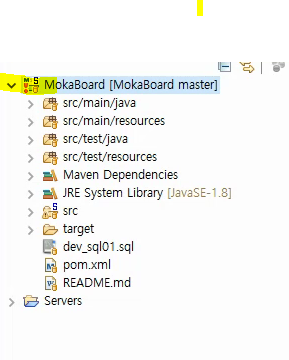 MokaBoard [MokaBoard master]
src/main/java
src/main/resources
src/test/java
src/test/resources
Maven Dependencies
JRE System Library [JavaSE-1.8]
src
target
dev_sql01.sql
pom.xml
README.md
Servers